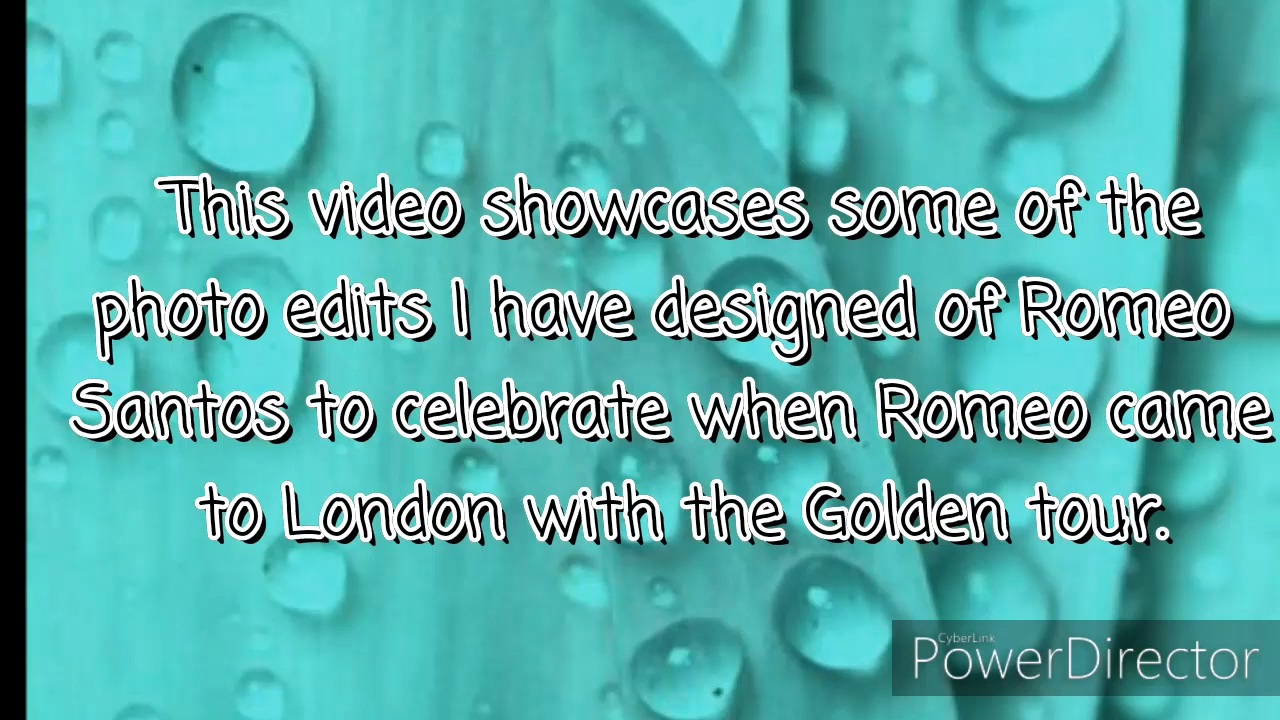 This video showcases some of the
photo edits I have designed of Romeo
Santos to celebrate when Romeo came
to London with the Golden tour.
CyberLink
PowerDirector